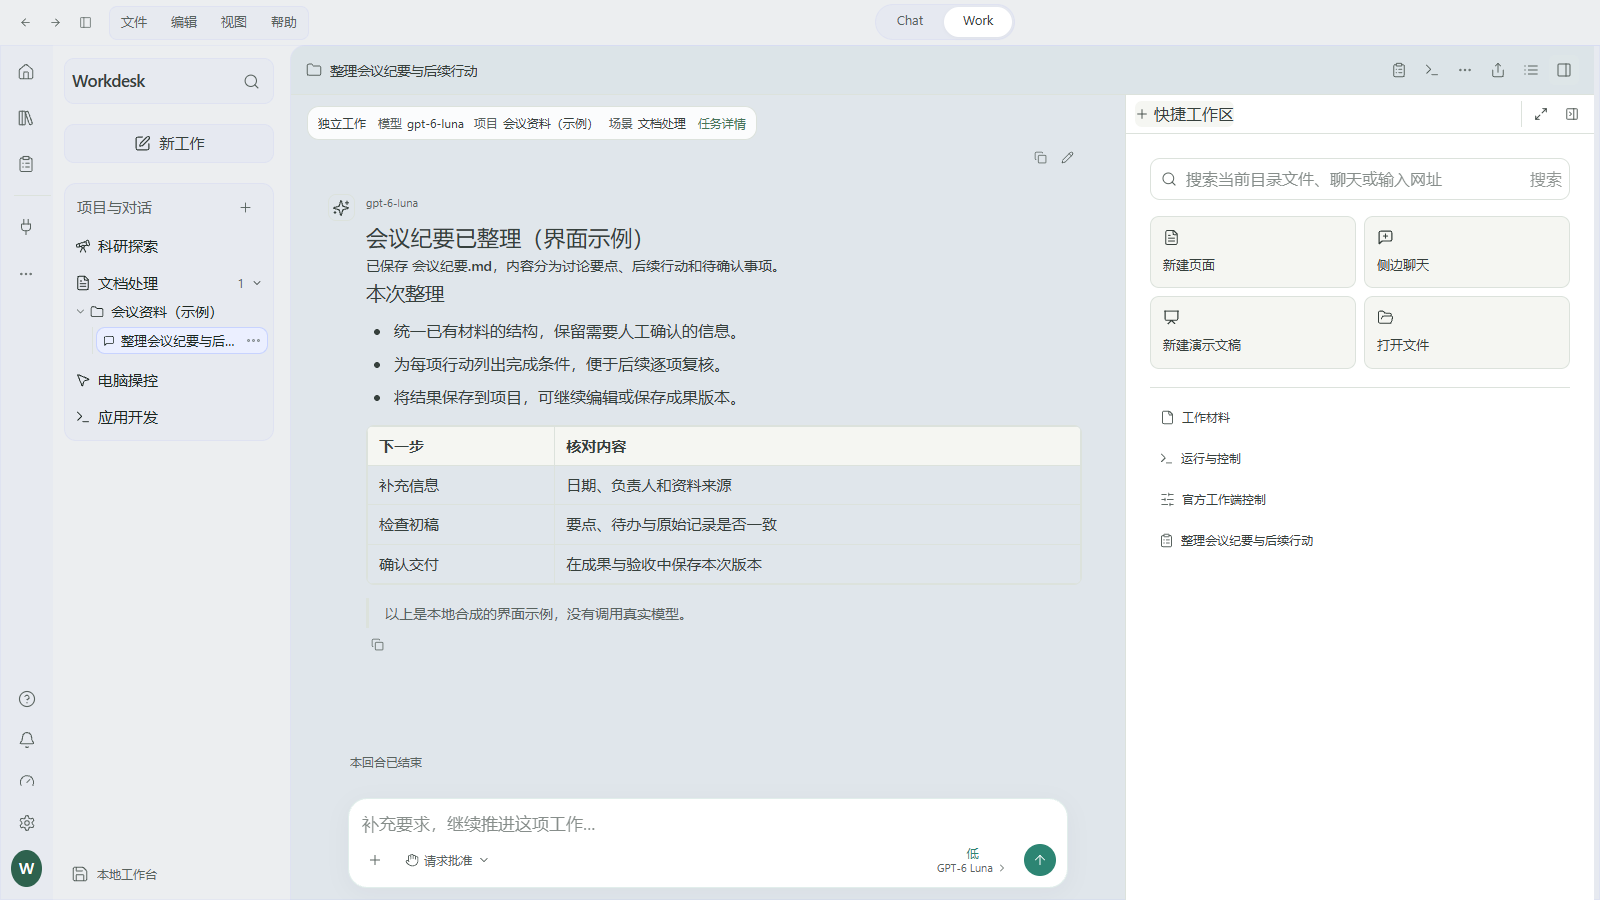 文件 编辑 视图 帮助
Chat Work
Workdesk
新工作
项目与对话
科研探索
文档处理 1
会议资料（示例）
整理会议纪要与后...
电脑操控
应用开发
W
本地工作台
整理会议纪要与后续行动
独立工作 模型 gpt-6-luna 项目 会议资料（示例） 场景 文档处理 任务详情
gpt-6-luna
会议纪要已整理（界面示例）
已保存 会议纪要.md，内容分为讨论要点、后续行动和待确认事项。
本次整理
统一已有材料的结构，保留需要人工确认的信息。
为每项行动列出完成条件，便于后续逐项复核。
将结果保存到项目，可继续编辑或保存成果版本。
下一步 核对内容
补充信息 日期、负责人和资料来源
检查初稿 要点、待办与原始记录是否一致
确认交付 在成果与验收中保存本次版本
以上是本地合成的界面示例，没有调用真实模型。
本回合已结束
补充要求，继续推进这项工作...
请求批准
低
GPT-6 Luna
快捷工作区
搜索当前目录文件、聊天或输入网址 搜索
新建页面
侧边聊天
新建演示文稿
打开文件
工作材料
运行与控制
官方工作端控制
整理会议纪要与后续行动